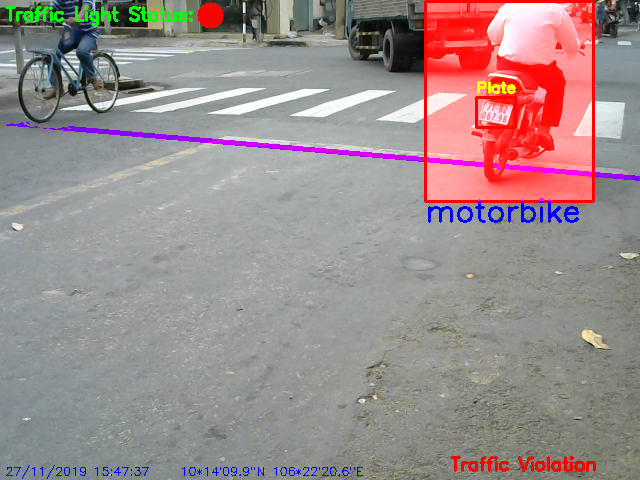 Traffic Light Status:
Plate
motorbike
27/11/2019 15:47:37 10*14'09.9"N 106*22'20.6"E
Traffic Violation